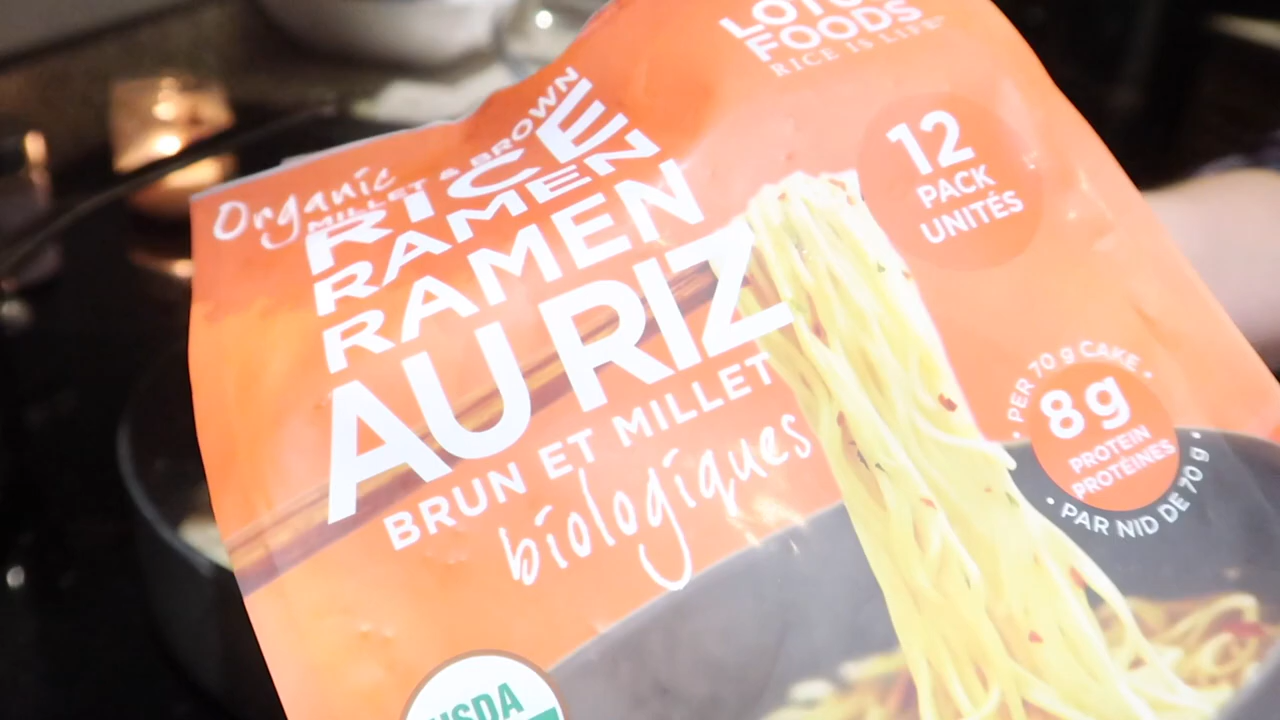 LOTUS
FOODS
RICE IS LIFE
Organic
MILLET & BROWN
RICE
RAMEN
RAMEN
AU RIZ
BRUN ET MILLET
biologiques
12
PACK
UNITÉS
• PER 70 g CAKE •
8g
PROTEIN
PROTÉINES
• PAR NID DE 70 g •
USDA